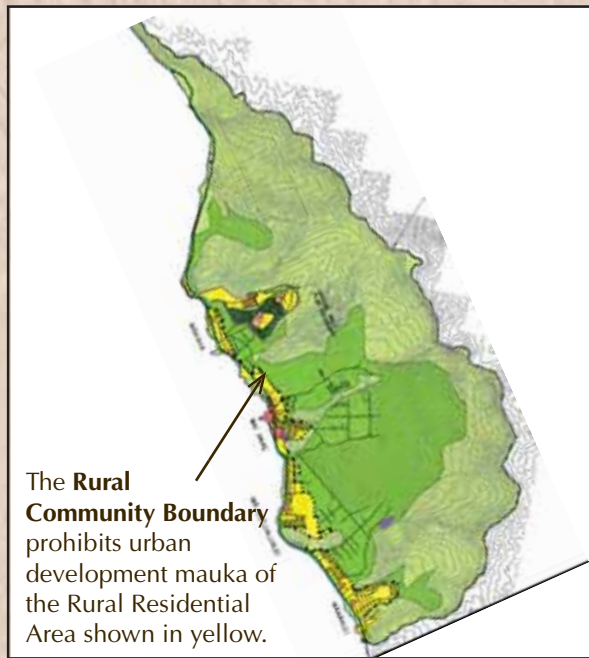 The Rural
Community Boundary
prohibits urban
development mauka of
the Rural Residential
Area shown in yellow.